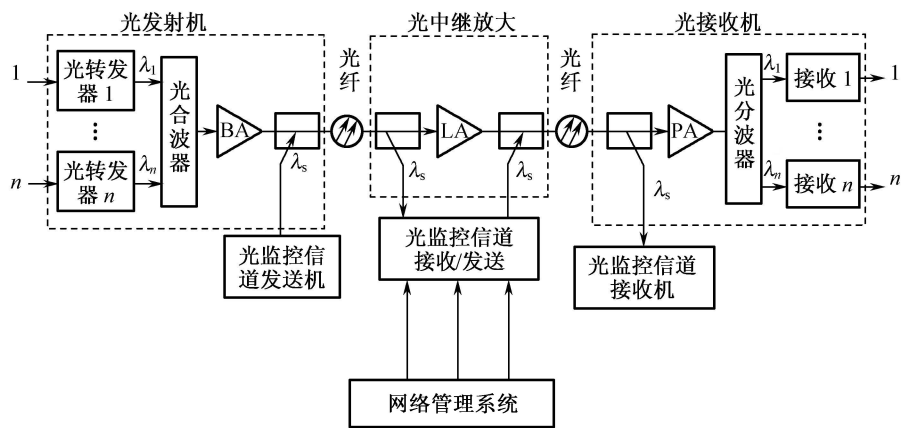 光发射机
光中继放大
光接收机
光纤
光纤
1
光转发
器 1
λ1
光合波器
BA
λs
LA
λs
λs
PA
λs
光分波器
λ1
接收 1
1
n
光转发
器 n
λn
λn
接收 n
n
光监控信
道发送机
光监控信道
接收/发送
光监控信道
接收机
网络管理系统